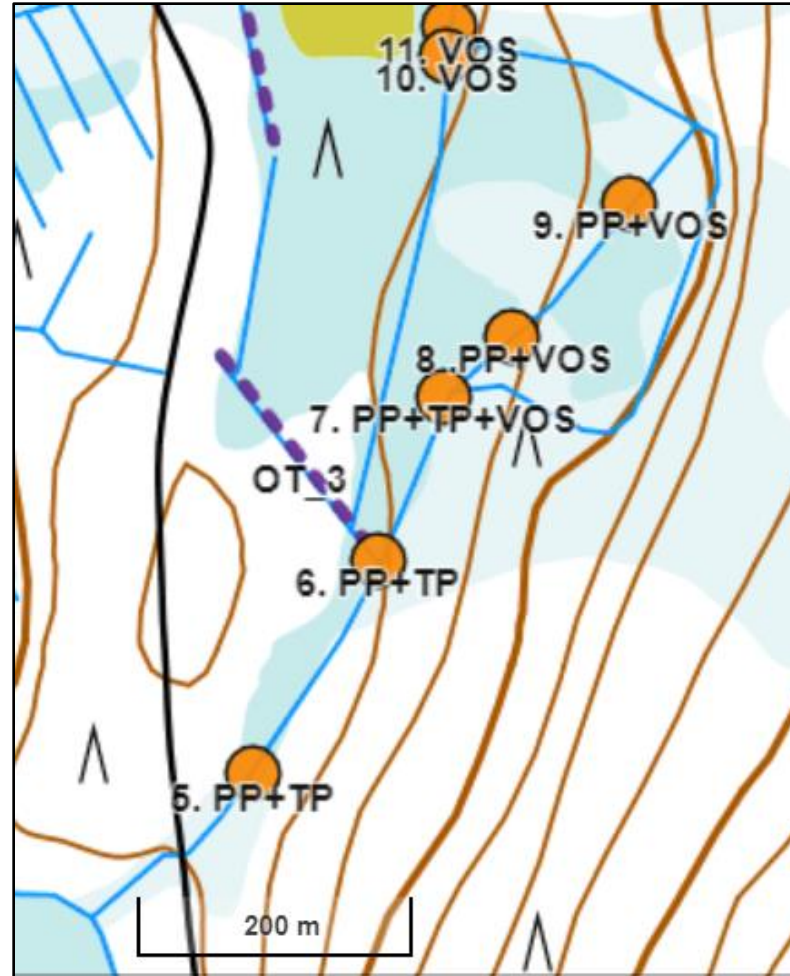 11. VOS
10. VOS
9. PP+VOS
8. PP+VOS
7. PP+TP+VOS
OT_3
6. PP+TP
5. PP+TP
200 m